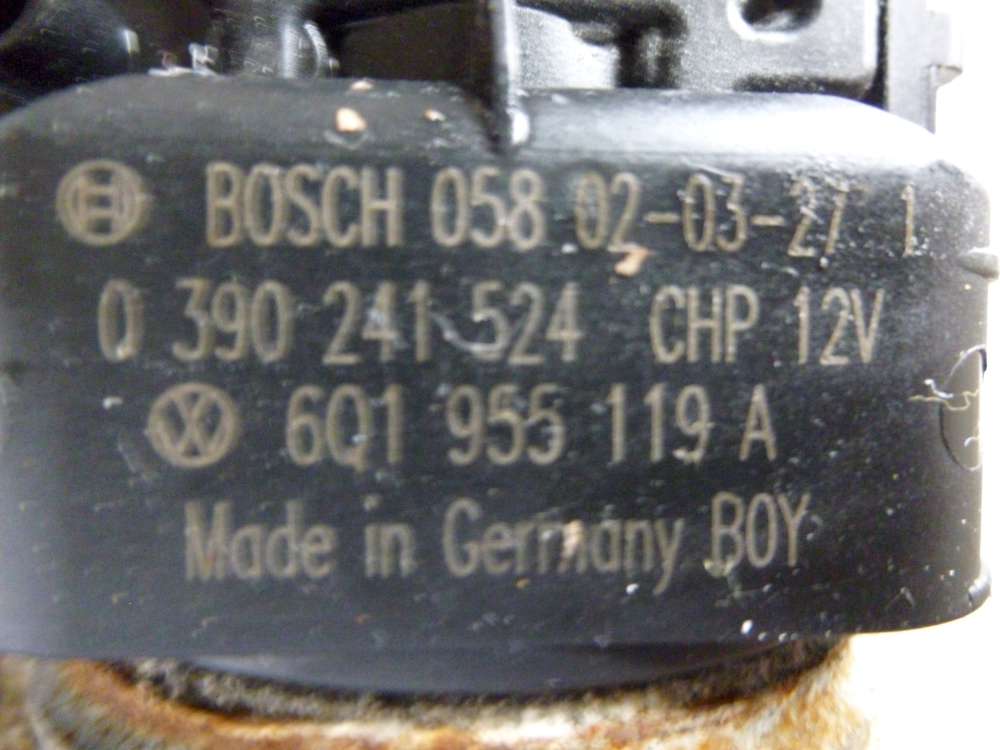 BOSCH 058 02-03-27 1
0 390 241 524 CHP 12V
6Q1 955 119 A
Made in Germany BOY